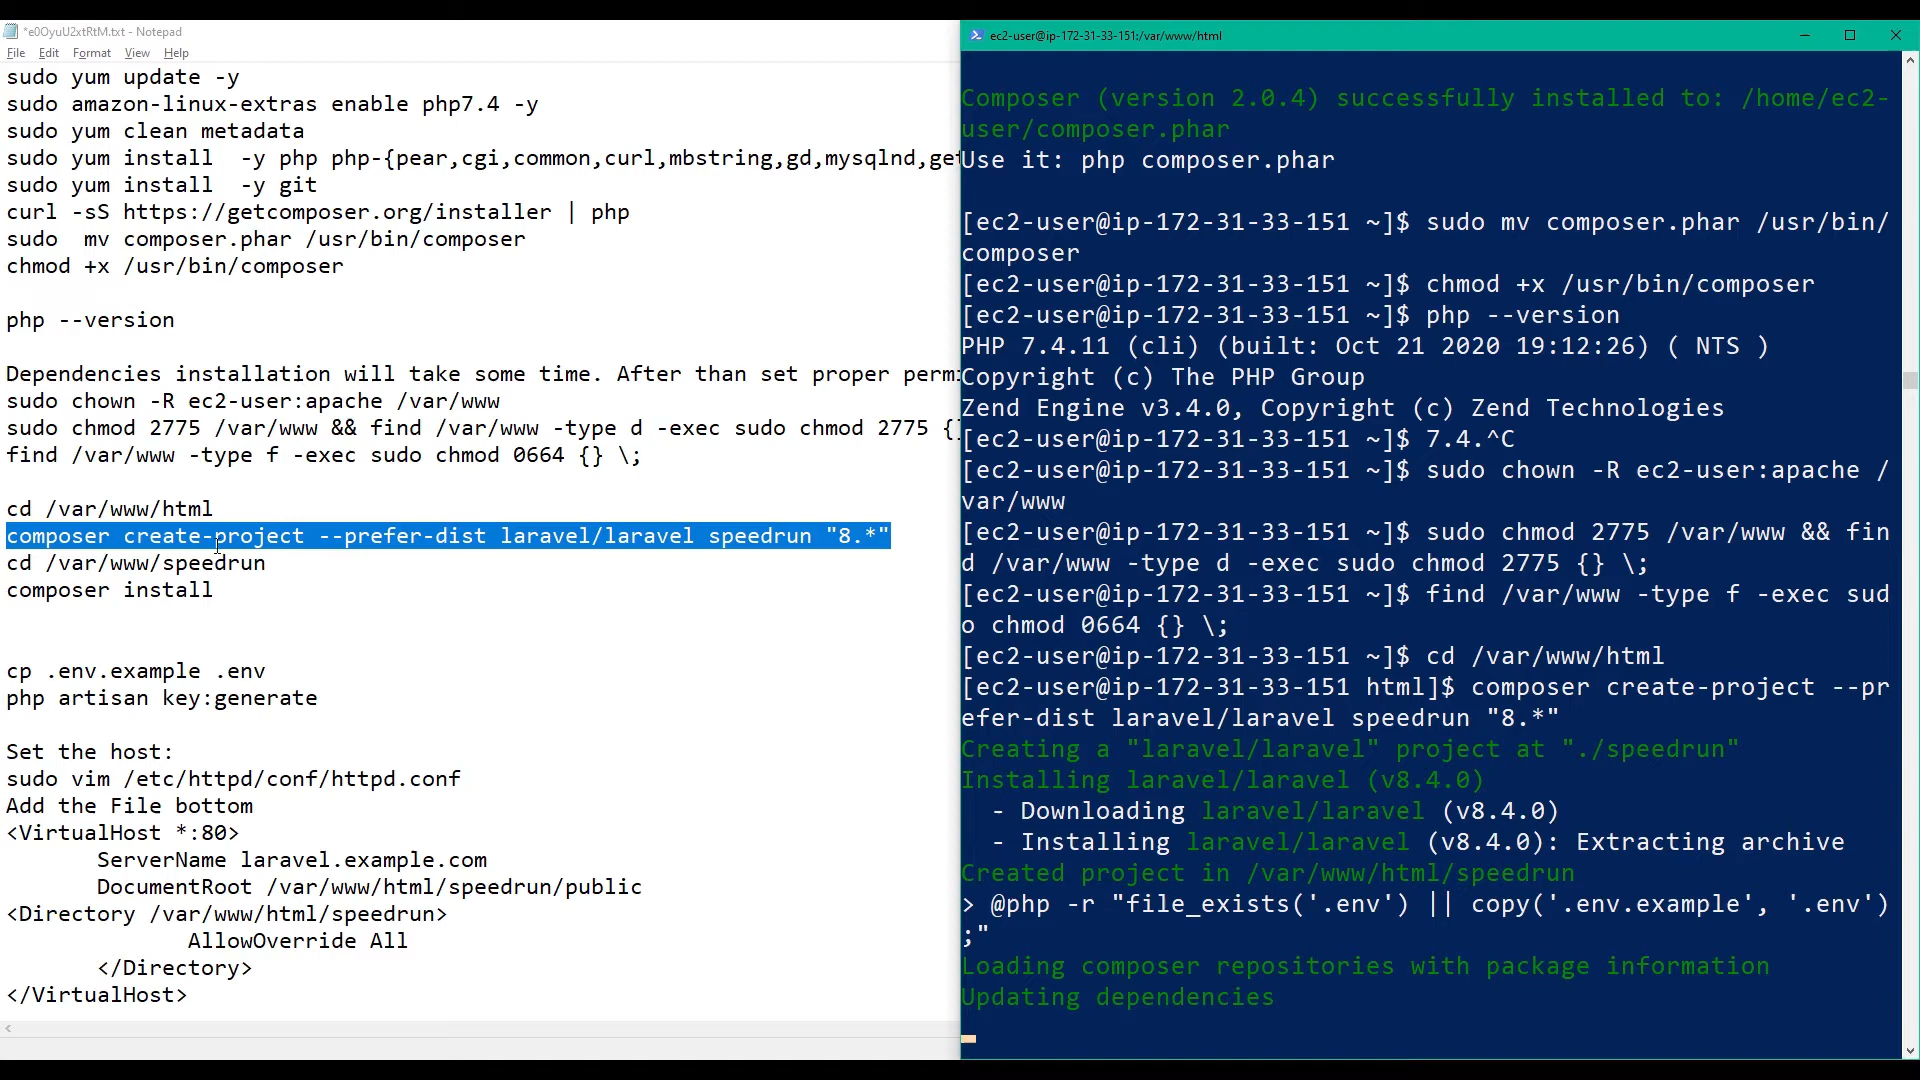 *e0OyuU2xtRtM.txt - Notepad
File Edit Format View Help
sudo yum update -y
sudo amazon-linux-extras enable php7.4 -y
sudo yum clean metadata
sudo yum install  -y php php-{pear,cgi,common,curl,mbstring,gd,mysqlnd,get
sudo yum install  -y git
curl -sS https://getcomposer.org/installer | php
sudo  mv composer.phar /usr/bin/composer
chmod +x /usr/bin/composer
php --version
Dependencies installation will take some time. After than set proper permi
sudo chown -R ec2-user:apache /var/www
sudo chmod 2775 /var/www && find /var/www -type d -exec sudo chmod 2775 {}
find /var/www -type f -exec sudo chmod 0664 {} \;
cd /var/www/html
composer create-project --prefer-dist laravel/laravel speedrun "8.*"
cd /var/www/speedrun
composer install
cp .env.example .env
php artisan key:generate
Set the host:
sudo vim /etc/httpd/conf/httpd.conf
Add the File bottom
<VirtualHost *:80>
ServerName laravel.example.com
DocumentRoot /var/www/html/speedrun/public
<Directory /var/www/html/speedrun>
AllowOverride All
</Directory>
</VirtualHost>
ec2-user@ip-172-31-33-151:/var/www/html
Composer (version 2.0.4) successfully installed to: /home/ec2-
user/composer.phar
Use it: php composer.phar
[ec2-user@ip-172-31-33-151 ~]$ sudo mv composer.phar /usr/bin/
composer
[ec2-user@ip-172-31-33-151 ~]$ chmod +x /usr/bin/composer
[ec2-user@ip-172-31-33-151 ~]$ php --version
PHP 7.4.11 (cli) (built: Oct 21 2020 19:12:26) ( NTS )
Copyright (c) The PHP Group
Zend Engine v3.4.0, Copyright (c) Zend Technologies
[ec2-user@ip-172-31-33-151 ~]$ 7.4.^C
[ec2-user@ip-172-31-33-151 ~]$ sudo chown -R ec2-user:apache /
var/www
[ec2-user@ip-172-31-33-151 ~]$ sudo chmod 2775 /var/www && fin
d /var/www -type d -exec sudo chmod 2775 {} \;
[ec2-user@ip-172-31-33-151 ~]$ find /var/www -type f -exec sud
o chmod 0664 {} \;
[ec2-user@ip-172-31-33-151 ~]$ cd /var/www/html
[ec2-user@ip-172-31-33-151 html]$ composer create-project --pr
efer-dist laravel/laravel speedrun "8.*"
Creating a "laravel/laravel" project at "./speedrun"
Installing laravel/laravel (v8.4.0)
- Downloading laravel/laravel (v8.4.0)
- Installing laravel/laravel (v8.4.0): Extracting archive
Created project in /var/www/html/speedrun
> @php -r "file_exists('.env') || copy('.env.example', '.env')
;"
Loading composer repositories with package information
Updating dependencies